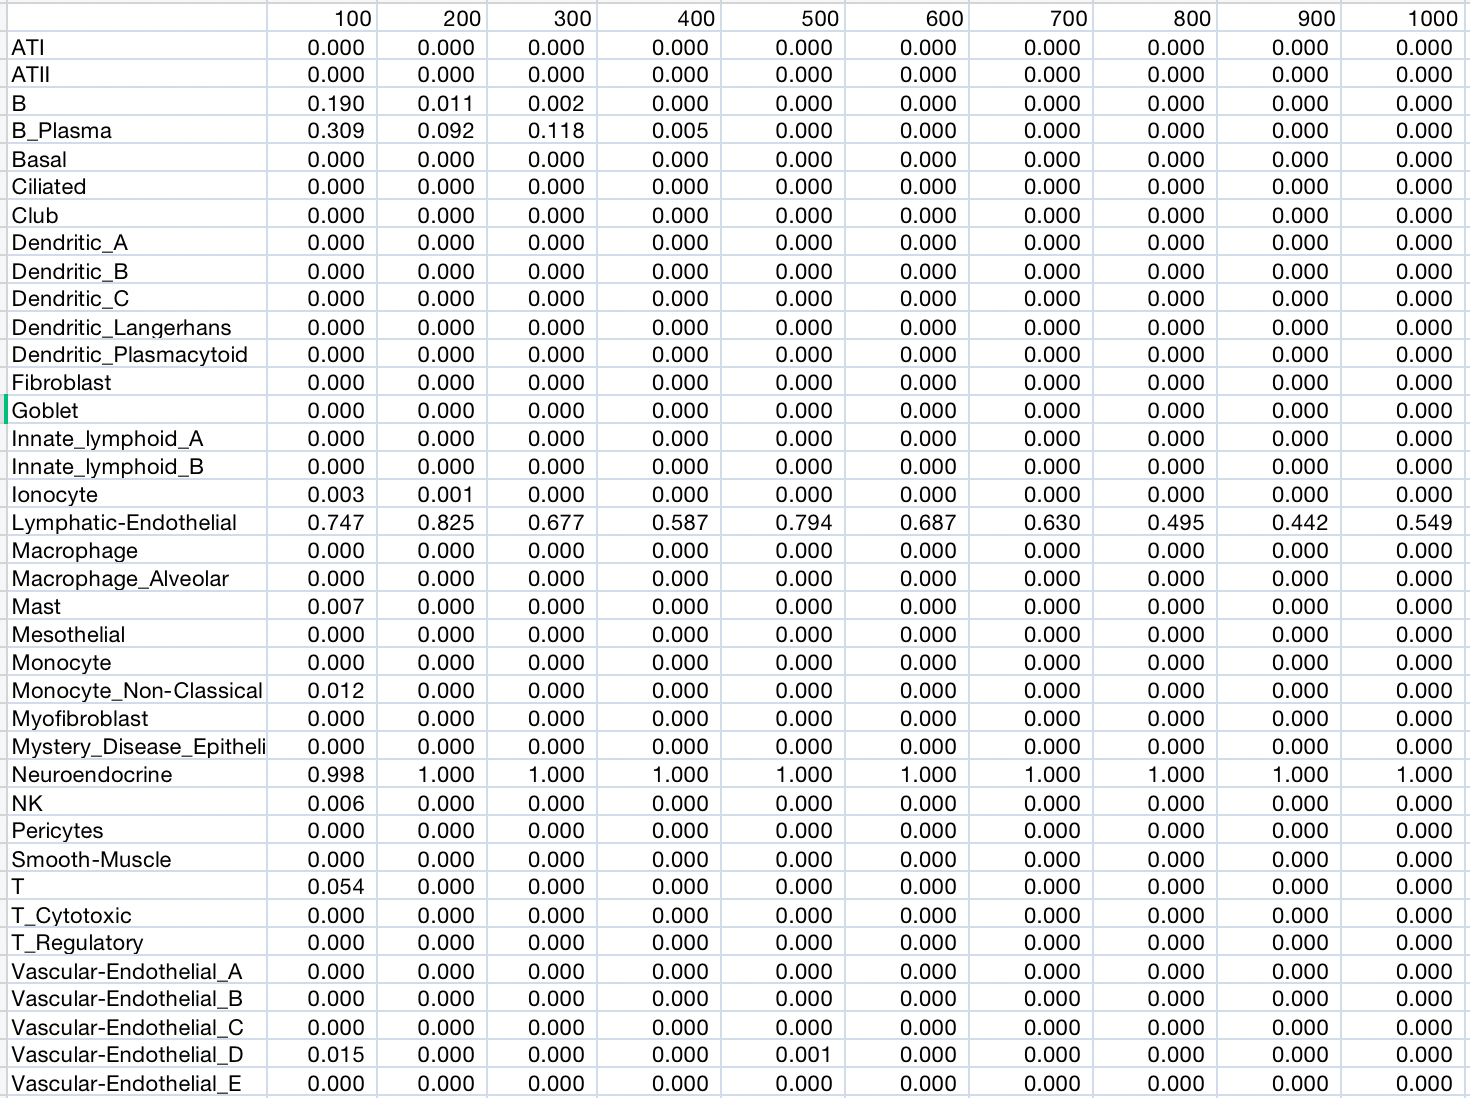 100 200 300 400 500 600 700 800 900 1000
ATI 0.000 0.000 0.000 0.000 0.000 0.000 0.000 0.000 0.000 0.000
ATII 0.000 0.000 0.000 0.000 0.000 0.000 0.000 0.000 0.000 0.000
B 0.190 0.011 0.002 0.000 0.000 0.000 0.000 0.000 0.000 0.000
B_Plasma 0.309 0.092 0.118 0.005 0.000 0.000 0.000 0.000 0.000 0.000
Basal 0.000 0.000 0.000 0.000 0.000 0.000 0.000 0.000 0.000 0.000
Ciliated 0.000 0.000 0.000 0.000 0.000 0.000 0.000 0.000 0.000 0.000
Club 0.000 0.000 0.000 0.000 0.000 0.000 0.000 0.000 0.000 0.000
Dendritic_A 0.000 0.000 0.000 0.000 0.000 0.000 0.000 0.000 0.000 0.000
Dendritic_B 0.000 0.000 0.000 0.000 0.000 0.000 0.000 0.000 0.000 0.000
Dendritic_C 0.000 0.000 0.000 0.000 0.000 0.000 0.000 0.000 0.000 0.000
Dendritic_Langerhans 0.000 0.000 0.000 0.000 0.000 0.000 0.000 0.000 0.000 0.000
Dendritic_Plasmacytoid 0.000 0.000 0.000 0.000 0.000 0.000 0.000 0.000 0.000 0.000
Fibroblast 0.000 0.000 0.000 0.000 0.000 0.000 0.000 0.000 0.000 0.000
Goblet 0.000 0.000 0.000 0.000 0.000 0.000 0.000 0.000 0.000 0.000
Innate_lymphoid_A 0.000 0.000 0.000 0.000 0.000 0.000 0.000 0.000 0.000 0.000
Innate_lymphoid_B 0.000 0.000 0.000 0.000 0.000 0.000 0.000 0.000 0.000 0.000
Ionocyte 0.003 0.001 0.000 0.000 0.000 0.000 0.000 0.000 0.000 0.000
Lymphatic-Endothelial 0.747 0.825 0.677 0.587 0.794 0.687 0.630 0.495 0.442 0.549
Macrophage 0.000 0.000 0.000 0.000 0.000 0.000 0.000 0.000 0.000 0.000
Macrophage_Alveolar 0.000 0.000 0.000 0.000 0.000 0.000 0.000 0.000 0.000 0.000
Mast 0.007 0.000 0.000 0.000 0.000 0.000 0.000 0.000 0.000 0.000
Mesothelial 0.000 0.000 0.000 0.000 0.000 0.000 0.000 0.000 0.000 0.000
Monocyte 0.000 0.000 0.000 0.000 0.000 0.000 0.000 0.000 0.000 0.000
Monocyte_Non-Classical 0.012 0.000 0.000 0.000 0.000 0.000 0.000 0.000 0.000 0.000
Myofibroblast 0.000 0.000 0.000 0.000 0.000 0.000 0.000 0.000 0.000 0.000
Mystery_Disease_Epitheli 0.000 0.000 0.000 0.000 0.000 0.000 0.000 0.000 0.000 0.000
Neuroendocrine 0.998 1.000 1.000 1.000 1.000 1.000 1.000 1.000 1.000 1.000
NK 0.006 0.000 0.000 0.000 0.000 0.000 0.000 0.000 0.000 0.000
Pericytes 0.000 0.000 0.000 0.000 0.000 0.000 0.000 0.000 0.000 0.000
Smooth-Muscle 0.000 0.000 0.000 0.000 0.000 0.000 0.000 0.000 0.000 0.000
T 0.054 0.000 0.000 0.000 0.000 0.000 0.000 0.000 0.000 0.000
T_Cytotoxic 0.000 0.000 0.000 0.000 0.000 0.000 0.000 0.000 0.000 0.000
T_Regulatory 0.000 0.000 0.000 0.000 0.000 0.000 0.000 0.000 0.000 0.000
Vascular-Endothelial_A 0.000 0.000 0.000 0.000 0.000 0.000 0.000 0.000 0.000 0.000
Vascular-Endothelial_B 0.000 0.000 0.000 0.000 0.000 0.000 0.000 0.000 0.000 0.000
Vascular-Endothelial_C 0.000 0.000 0.000 0.000 0.000 0.000 0.000 0.000 0.000 0.000
Vascular-Endothelial_D 0.015 0.000 0.000 0.000 0.001 0.000 0.000 0.000 0.000 0.000
Vascular-Endothelial_E 0.000 0.000 0.000 0.000 0.000 0.000 0.000 0.000 0.000 0.000